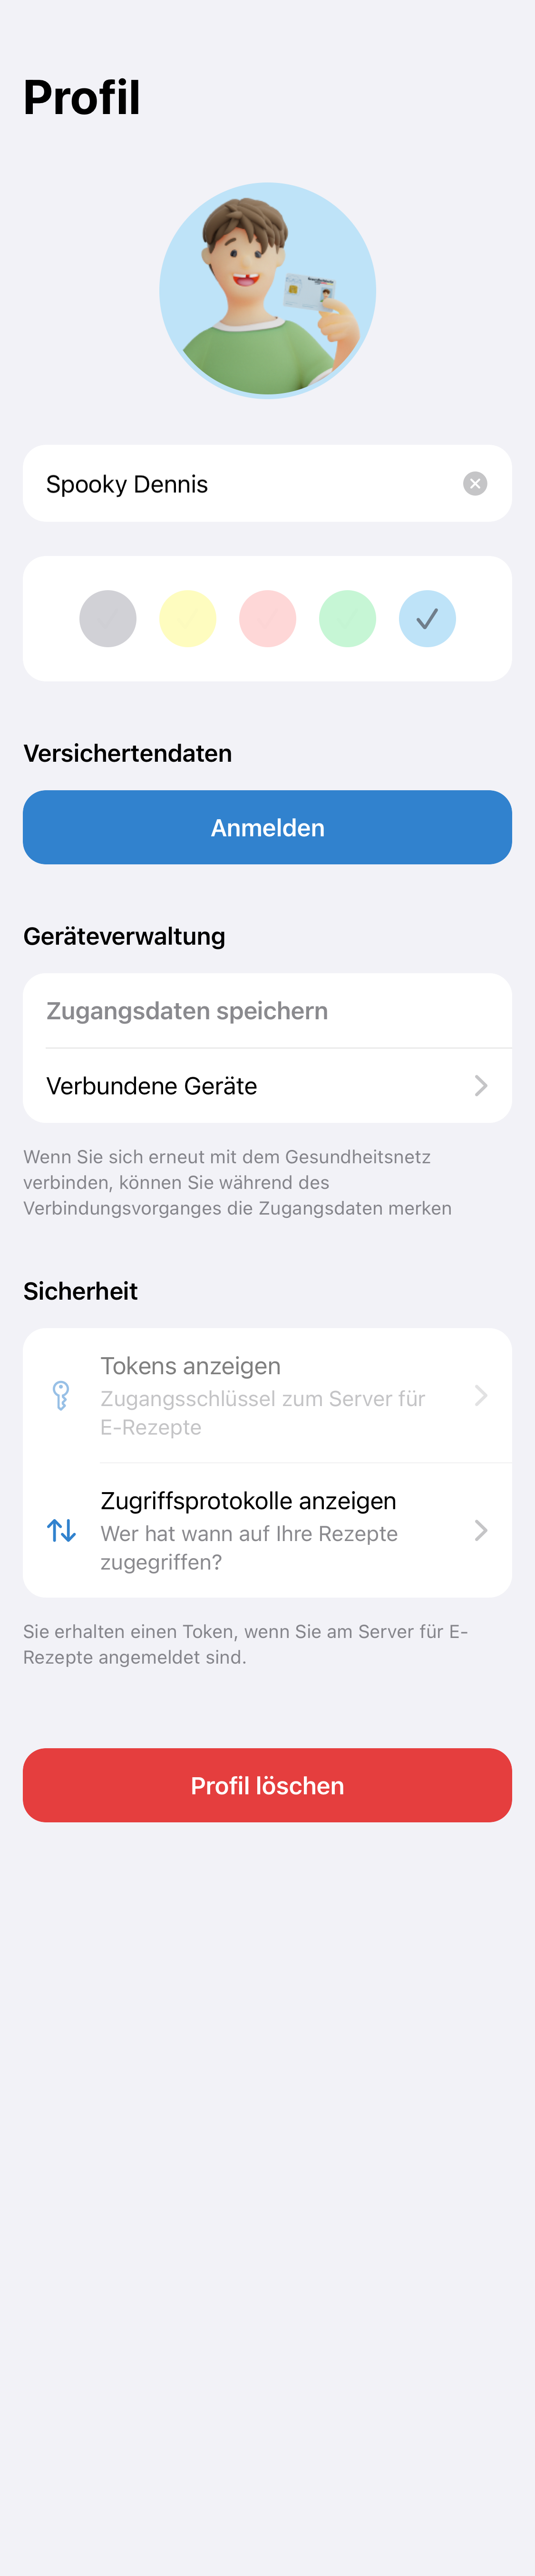 Profil
Spooky Dennis
Versichertendaten
Anmelden
Geräteverwaltung
Zugangsdaten speichern
Verbundene Geräte
Wenn Sie sich erneut mit dem Gesundheitsnetz
verbinden, können Sie während des
Verbindungsvorganges die Zugangsdaten merken
Sicherheit
Tokens anzeigen
Zugangsschlüssel zum Server für
E-Rezepte
Zugriffsprotokolle anzeigen
Wer hat wann auf Ihre Rezepte
zugegriffen?
Sie erhalten einen Token, wenn Sie am Server für E-
Rezepte angemeldet sind.
Profil löschen